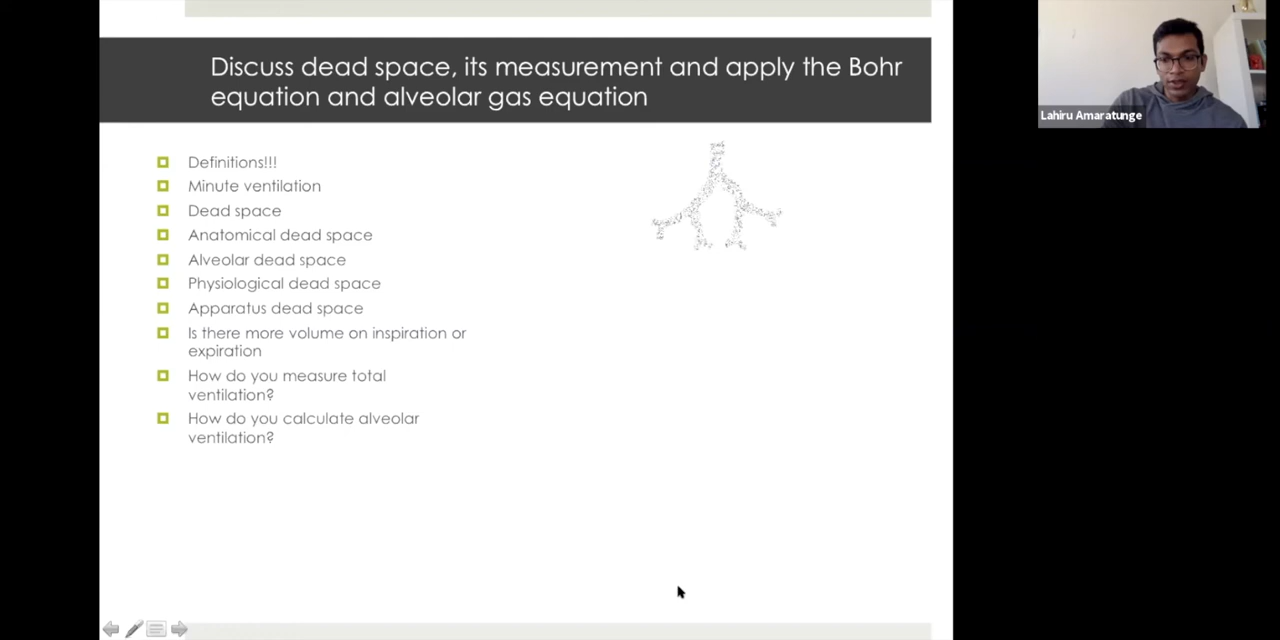 Discuss dead space, its measurement and apply the Bohr
equation and alveolar gas equation
Definitions!!!
Minute ventilation
Dead space
Anatomical dead space
Alveolar dead space
Physiological dead space
Apparatus dead space
Is there more volume on inspiration or
expiration
How do you measure total
ventilation?
How do you calculate alveolar
ventilation?
Lahiru Amaratunge